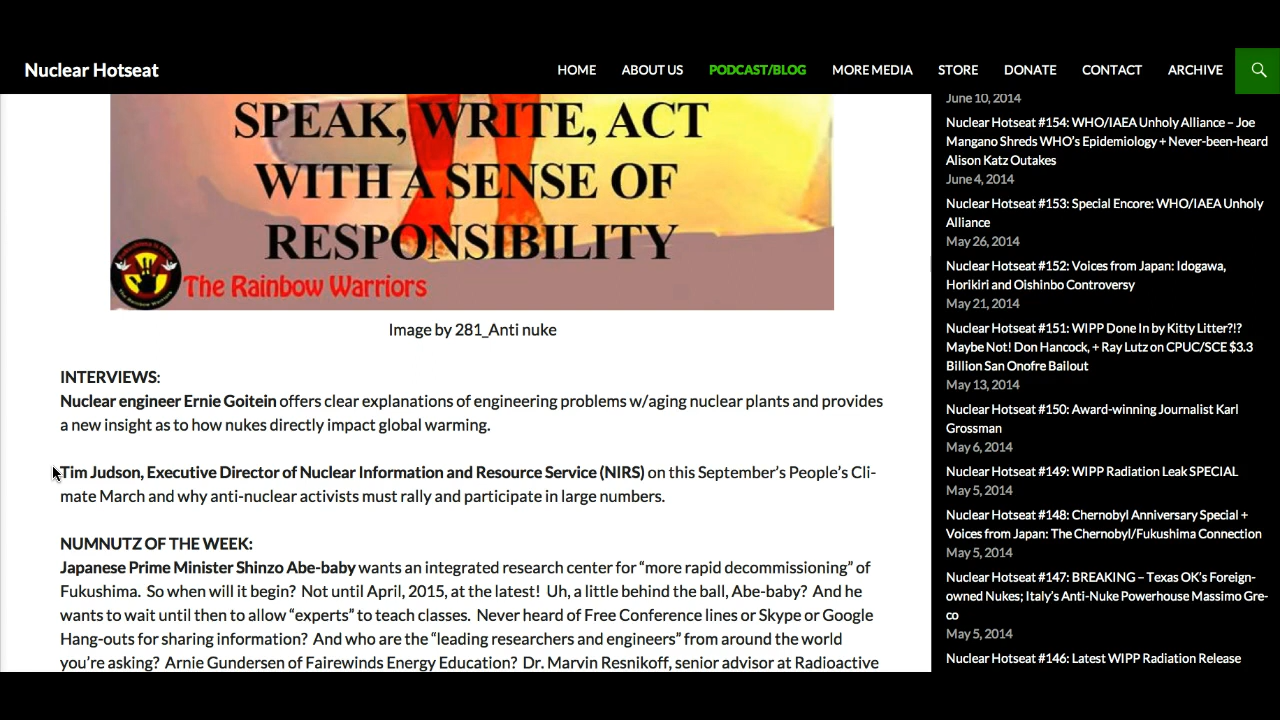 Nuclear Hotseat
HOME ABOUT US PODCAST/BLOG MORE MEDIA STORE DONATE CONTACT ARCHIVE
SPEAK, WRITE, ACT
WITH A SENSE OF
RESPONSIBILITY
The Rainbow Warriors
Image by 281_Anti nuke
INTERVIEWS:
Nuclear engineer Ernie Goitein offers clear explanations of engineering problems w/aging nuclear plants and provides
a new insight as to how nukes directly impact global warming.
Tim Judson, Executive Director of Nuclear Information and Resource Service (NIRS) on this September's People's Cli-
mate March and why anti-nuclear activists must rally and participate in large numbers.
NUMNUTZ OF THE WEEK:
Japanese Prime Minister Shinzo Abe-baby wants an integrated research center for “more rapid decommissioning” of
Fukushima. So when will it begin? Not until April, 2015, at the latest! Uh, a little behind the ball, Abe-baby? And he
wants to wait until then to allow “experts” to teach classes. Never heard of Free Conference lines or Skype or Google
Hang-outs for sharing information? And who are the “leading researchers and engineers” from around the world
you're asking? Arnie Gundersen of Fairewinds Energy Education? Dr. Marvin Resnikoff, senior advisor at Radioactive
June 10, 2014
Nuclear Hotseat #154: WHO/IAEA Unholy Alliance – Joe
Mangano Shreds WHO's Epidemiology + Never-been-heard
Alison Katz Outakes
June 4, 2014
Nuclear Hotseat #153: Special Encore: WHO/IAEA Unholy
Alliance
May 26, 2014
Nuclear Hotseat #152: Voices from Japan: Idogawa,
Horikiri and Oishinbo Controversy
May 21, 2014
Nuclear Hotseat #151: WIPP Done In by Kitty Litter?!?
Maybe Not! Don Hancock, + Ray Lutz on CPUC/SCE $3.3
Billion San Onofre Bailout
May 13, 2014
Nuclear Hotseat #150: Award-winning Journalist Karl
Grossman
May 6, 2014
Nuclear Hotseat #149: WIPP Radiation Leak SPECIAL
May 5, 2014
Nuclear Hotseat #148: Chernobyl Anniversary Special +
Voices from Japan: The Chernobyl/Fukushima Connection
May 5, 2014
Nuclear Hotseat #147: BREAKING – Texas OK's Foreign-
owned Nukes; Italy's Anti-Nuke Powerhouse Massimo Gre-
co
May 5, 2014
Nuclear Hotseat #146: Latest WIPP Radiation Release